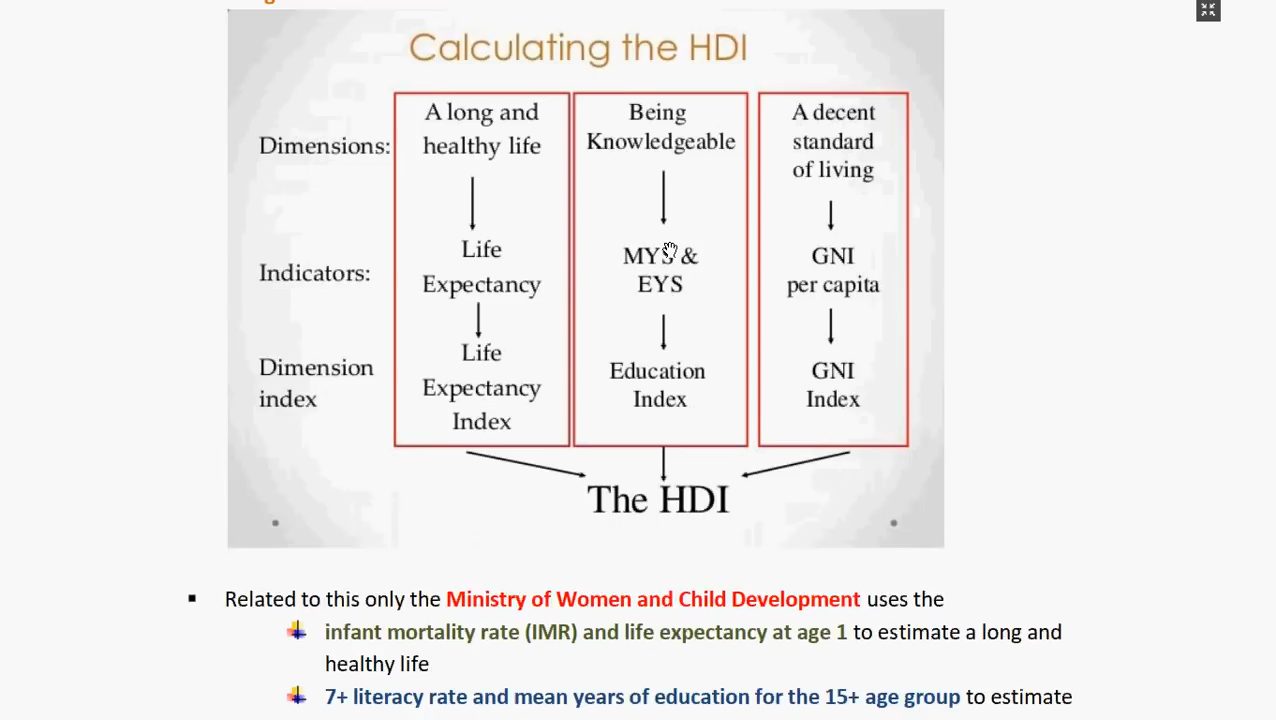 Calculating the HDI
Dimensions:
A long and
healthy life
Being
Knowledgeable
A decent
standard
of living
Indicators:
Life
Expectancy
MYS &
EYS
GNI
per capita
Dimension
index
Life
Expectancy
Index
Education
Index
GNI
Index
The HDI
Related to this only the Ministry of Women and Child Development uses the
infant mortality rate (IMR) and life expectancy at age 1 to estimate a long and
healthy life
7+ literacy rate and mean years of education for the 15+ age group to estimate